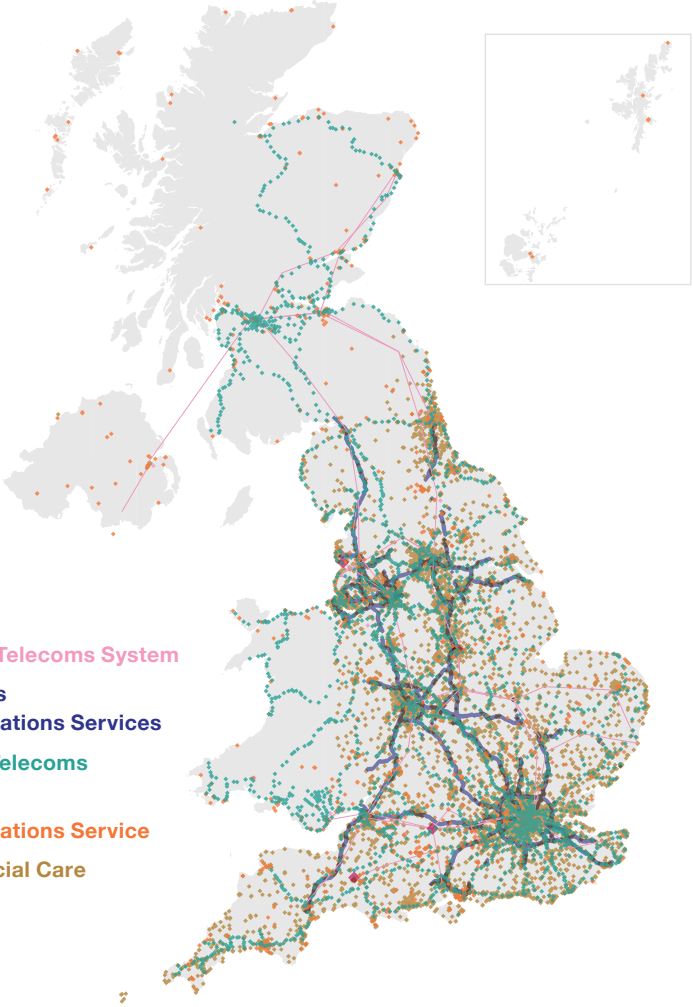 Telecoms System
s
ations Services
elecoms
ations Service
cial Care